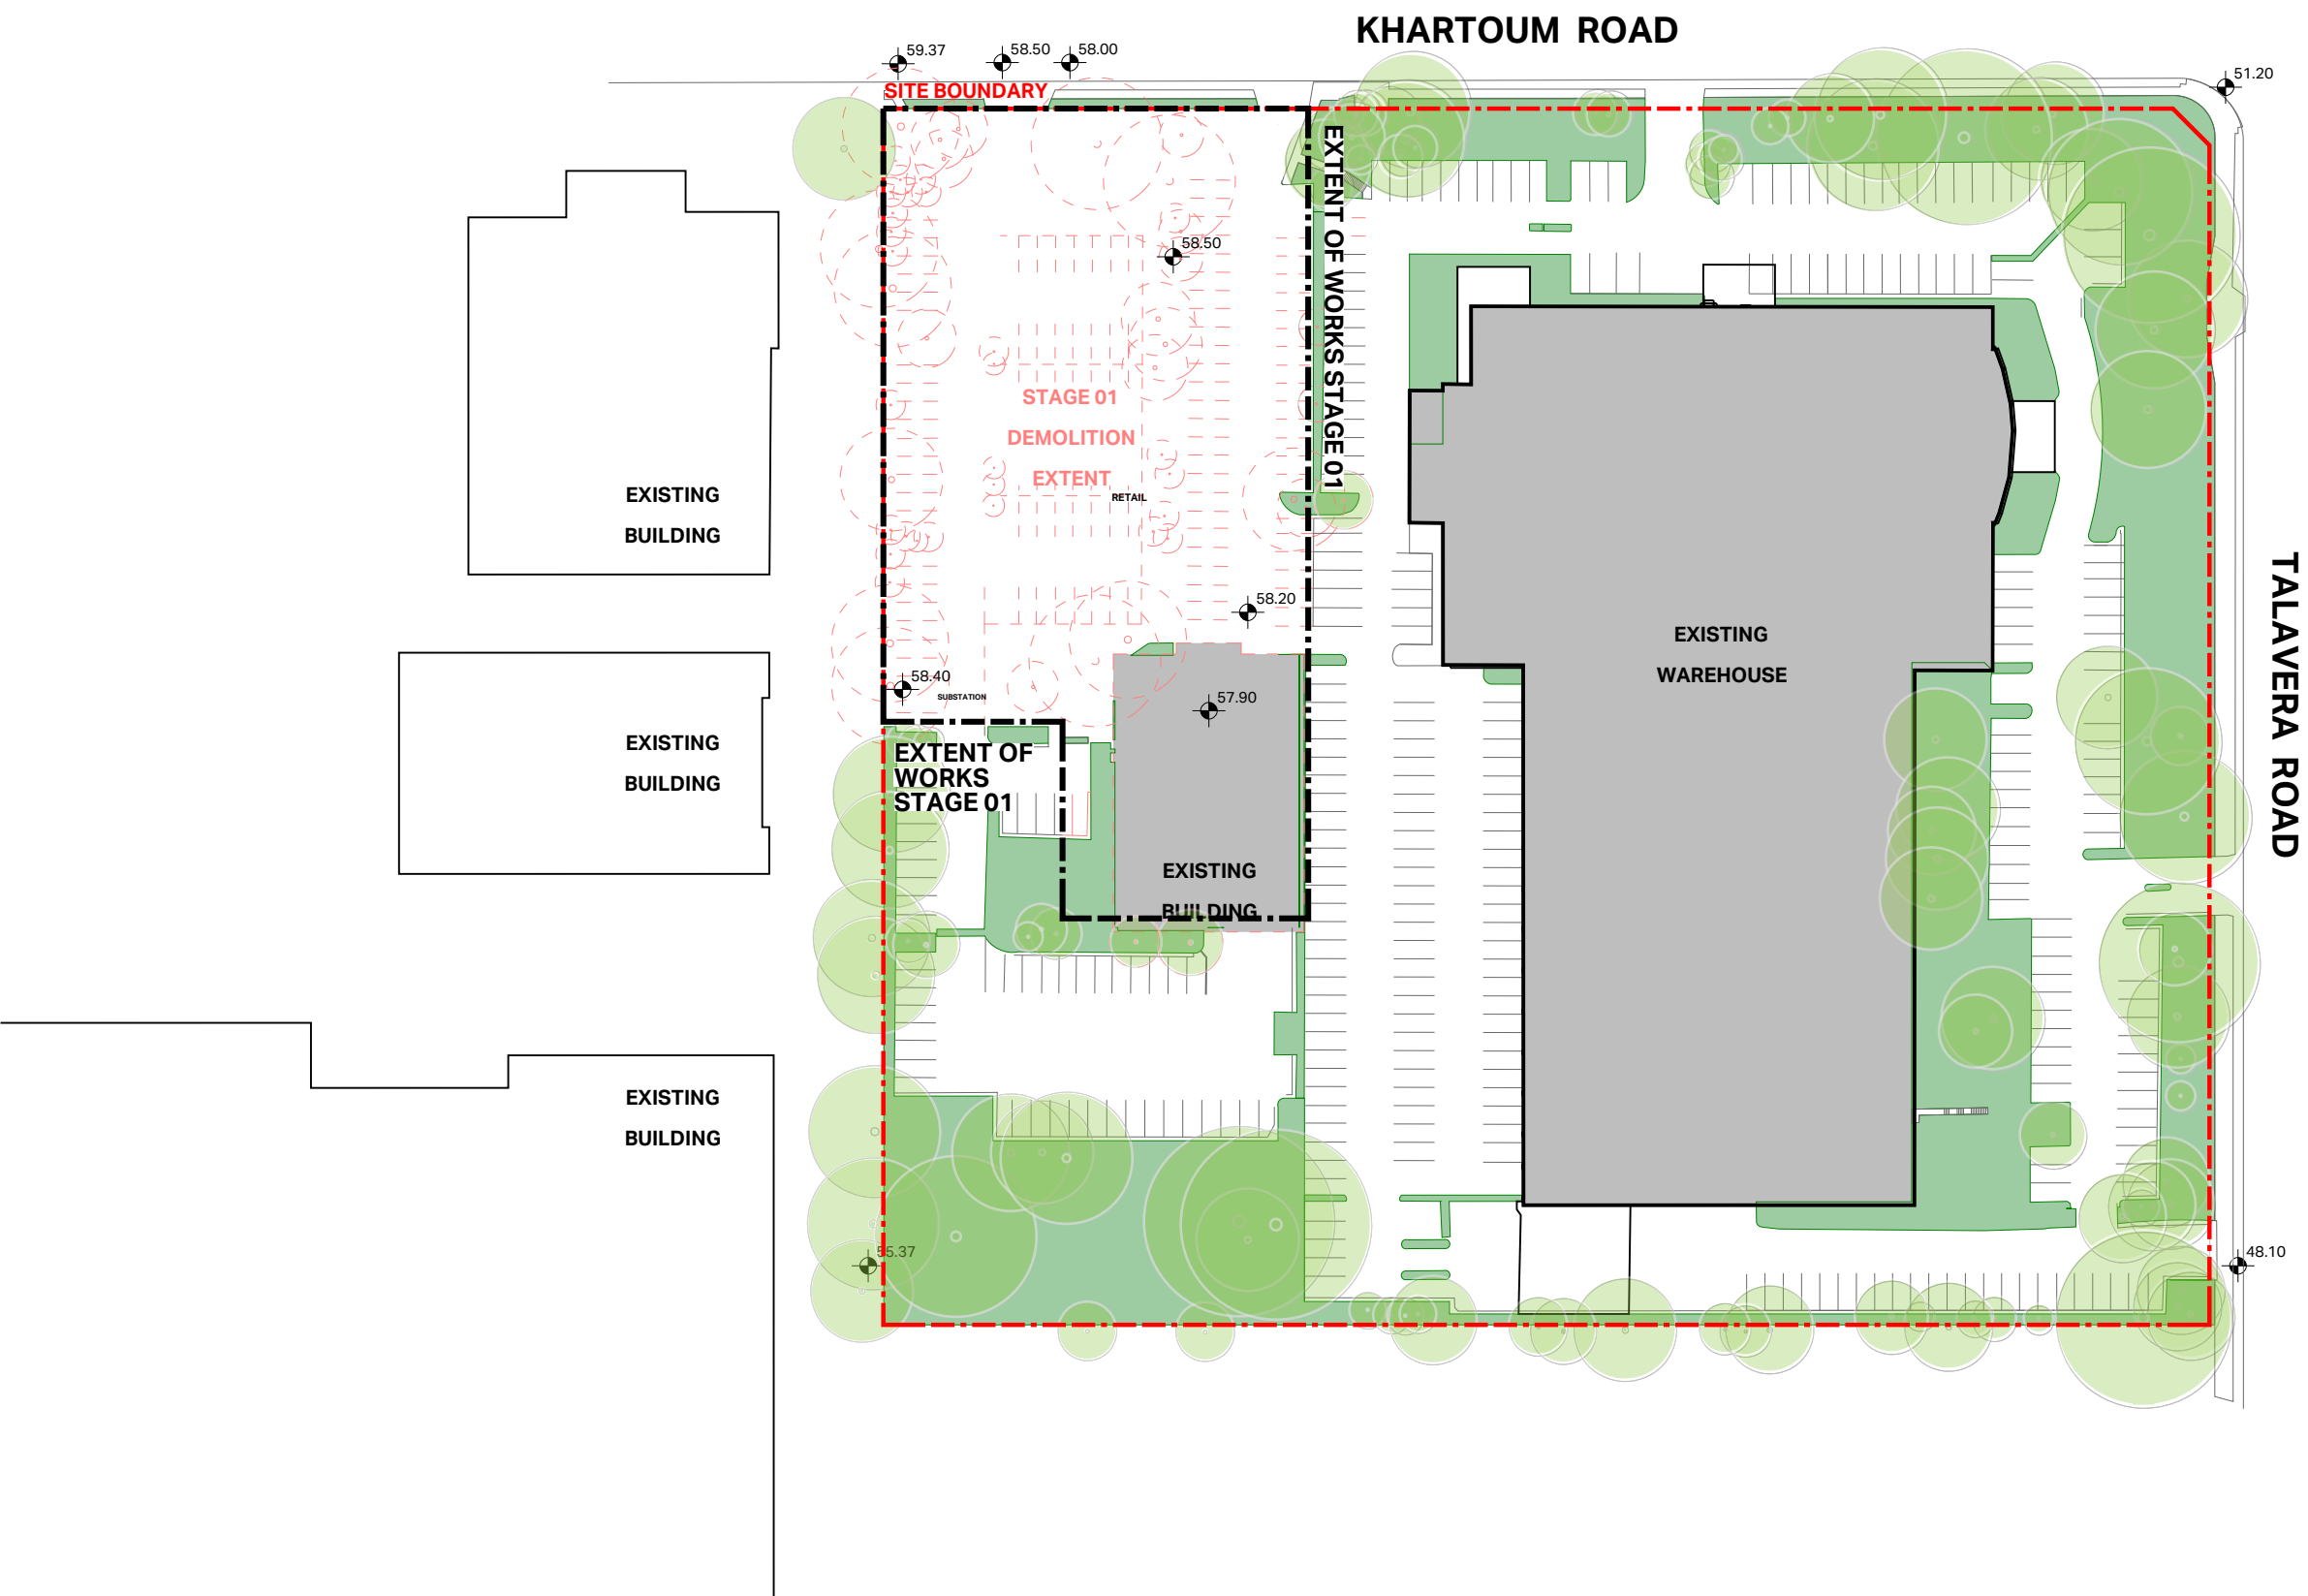 KHARTOUM ROAD
59.37
58.50
58.00
51.20
SITE BOUNDARY
EXTENT OF WORKS STAGE 01
58.50
STAGE 01
DEMOLITION
EXTENT
RETAIL
EXISTING
BUILDING
TALAVERA ROAD
58.20
EXISTING
WAREHOUSE
58.40
SUBSTATION
57.90
EXISTING
BUILDING
EXTENT OF
WORKS
STAGE 01
EXISTING
BUILDING
EXISTING
BUILDING
55.37
48.10